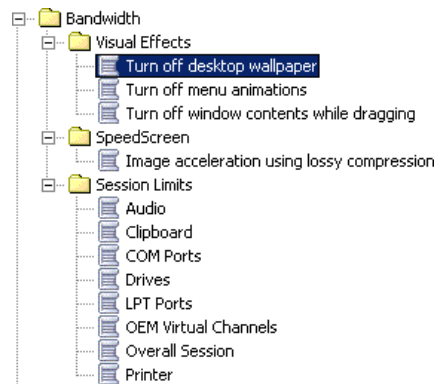 Bandwidth
Visual Effects
Turn off desktop wallpaper
Turn off menu animations
Turn off window contents while dragging
SpeedScreen
Image acceleration using lossy compression
Session Limits
Audio
Clipboard
COM Ports
Drives
LPT Ports
OEM Virtual Channels
Overall Session
Printer